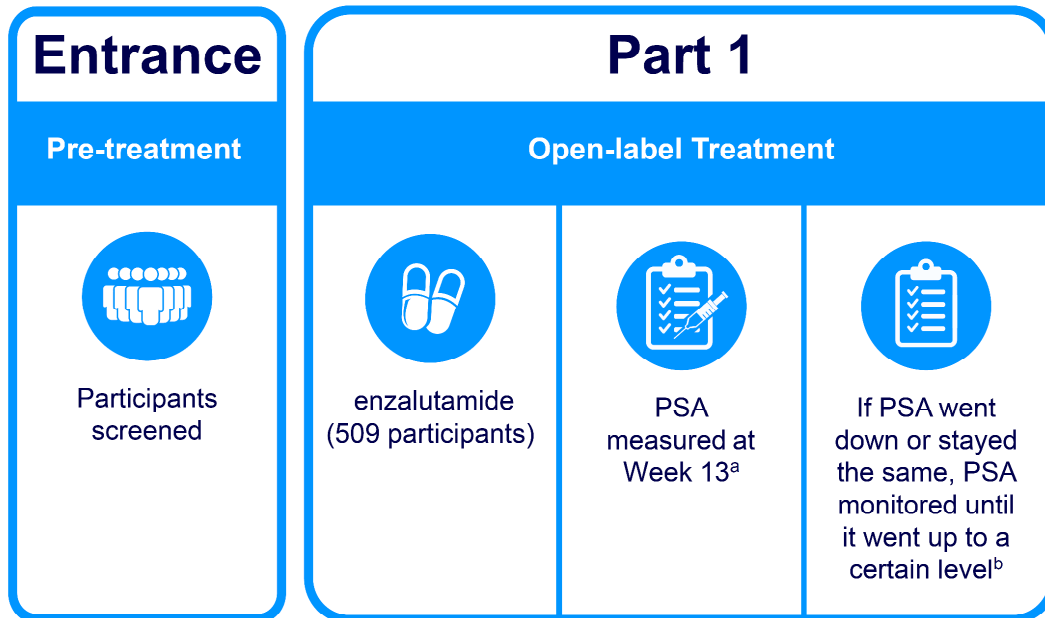 Entrance
Pre-treatment
Participants
screened
Part 1
Open-label Treatment
enzalutamide
(509 participants)
PSA
measured at
Week 13ᵃ
If PSA went
down or stayed
the same, PSA
monitored until
it went up to a
certain levelᵇ